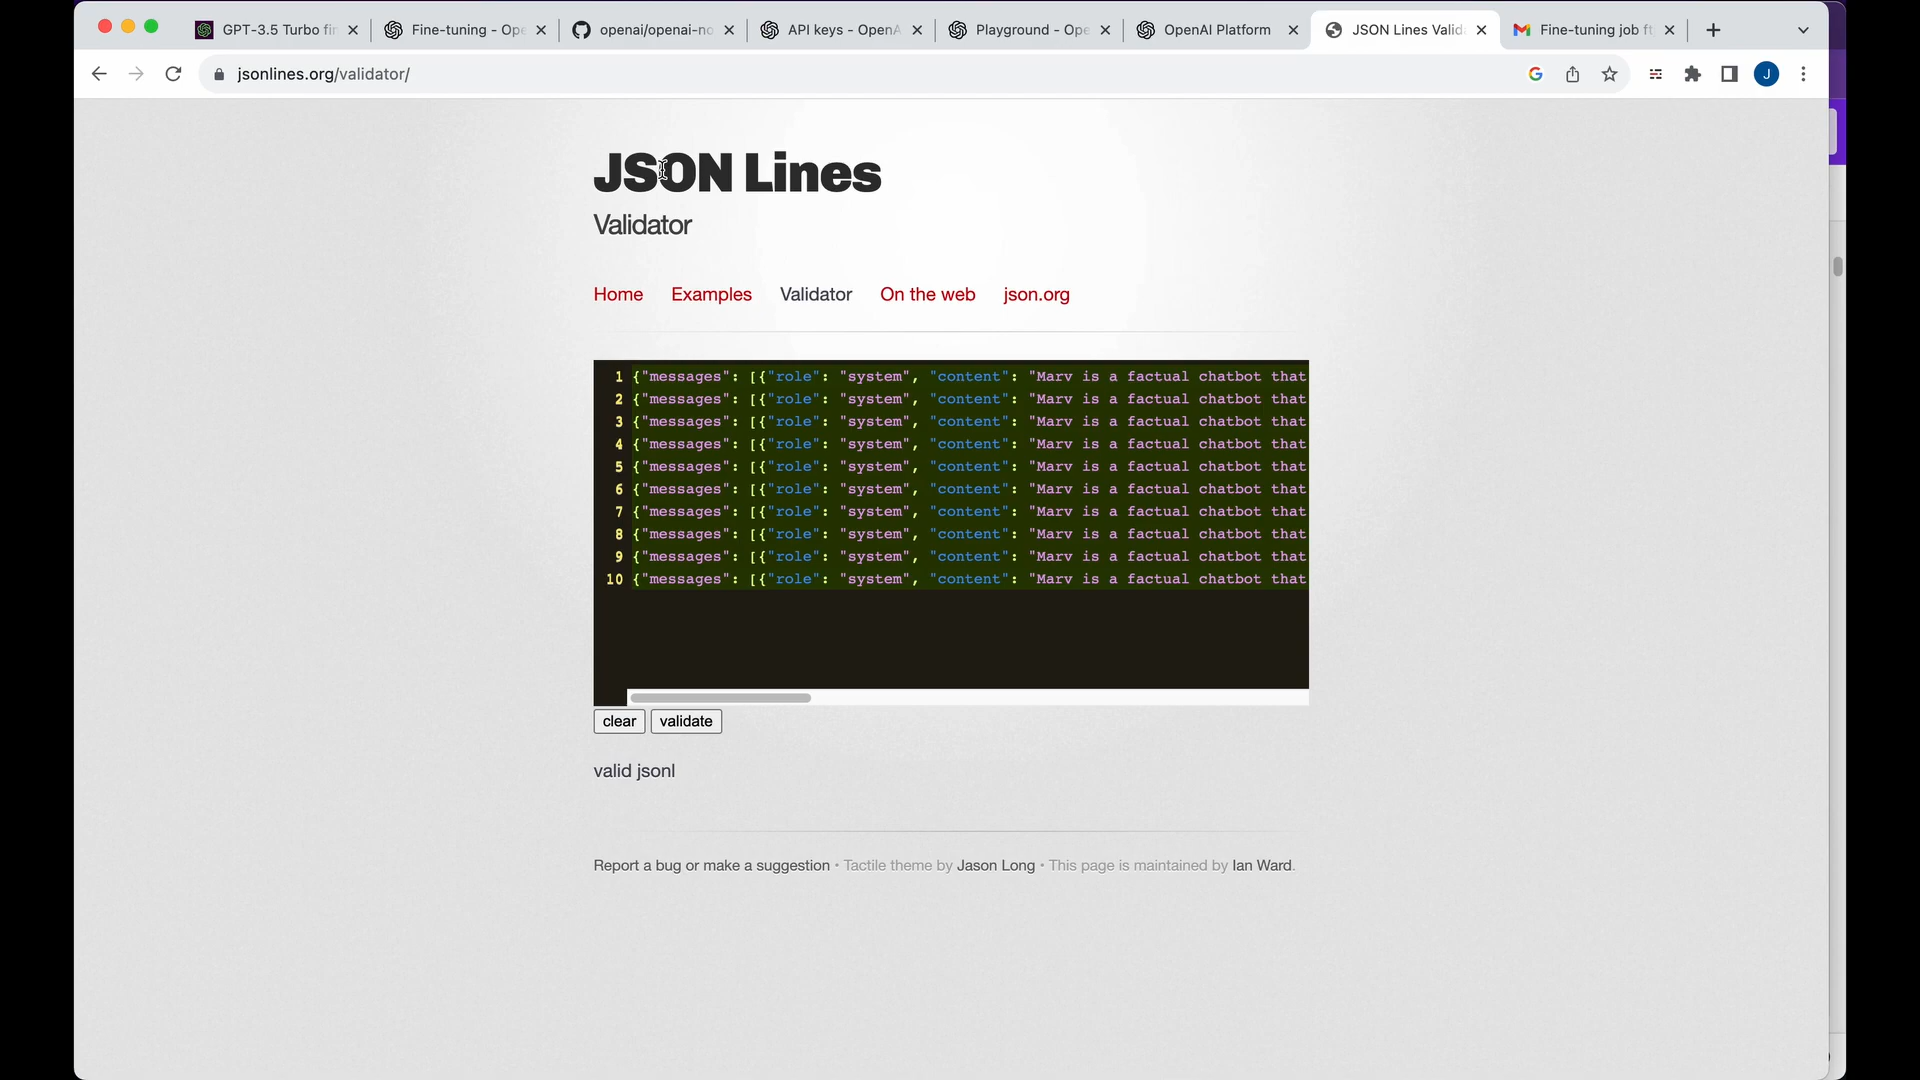 GPT-3.5 Turbo fin
Fine-tuning - Ope
openai/openai-no
API keys - OpenA
Playground - Ope
OpenAI Platform
JSON Lines Valid
Fine-tuning job ft
jsonlines.org/validator/
J
JSON Lines
Validator
Home Examples Validator On the web json.org
1 {"messages": [{"role": "system", "content": "Marv is a factual chatbot that
2 {"messages": [{"role": "system", "content": "Marv is a factual chatbot that
3 {"messages": [{"role": "system", "content": "Marv is a factual chatbot that
4 {"messages": [{"role": "system", "content": "Marv is a factual chatbot that
5 {"messages": [{"role": "system", "content": "Marv is a factual chatbot that
6 {"messages": [{"role": "system", "content": "Marv is a factual chatbot that
7 {"messages": [{"role": "system", "content": "Marv is a factual chatbot that
8 {"messages": [{"role": "system", "content": "Marv is a factual chatbot that
9 {"messages": [{"role": "system", "content": "Marv is a factual chatbot that
10 {"messages": [{"role": "system", "content": "Marv is a factual chatbot that
clear validate
valid jsonl
Report a bug or make a suggestion • Tactile theme by Jason Long • This page is maintained by Ian Ward.